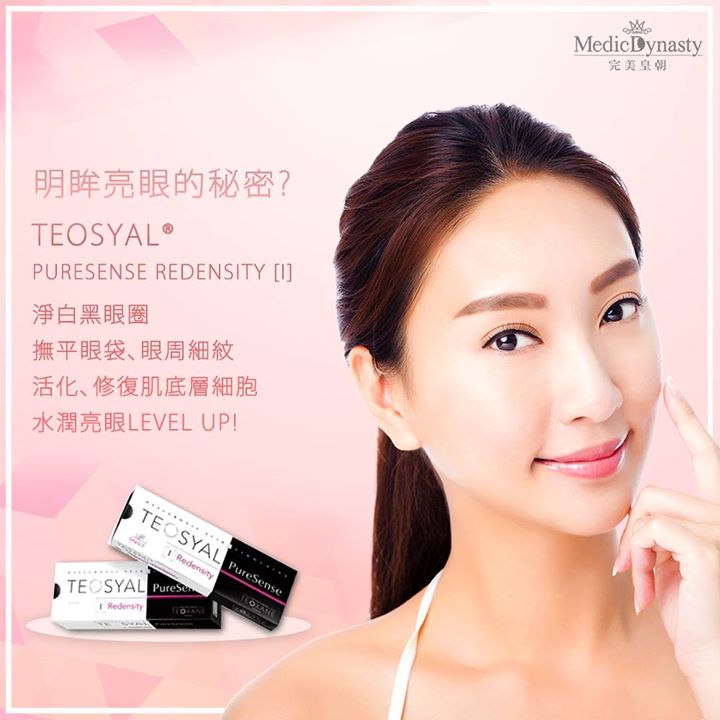 MedicDynasty
完美皇朝
明眸亮眼的秘密?
TEOSYAL®
PURESENSE REDENSITY [I]
淨白黑眼圈
撫平眼袋、眼周細紋
活化、修復肌底層細胞
水潤亮眼LEVEL UP!
TEOSYAL
PureSense
[I] Redensity
TEOSYAL
PureSense
I Redensity
TEOXANE
TEOSYAL